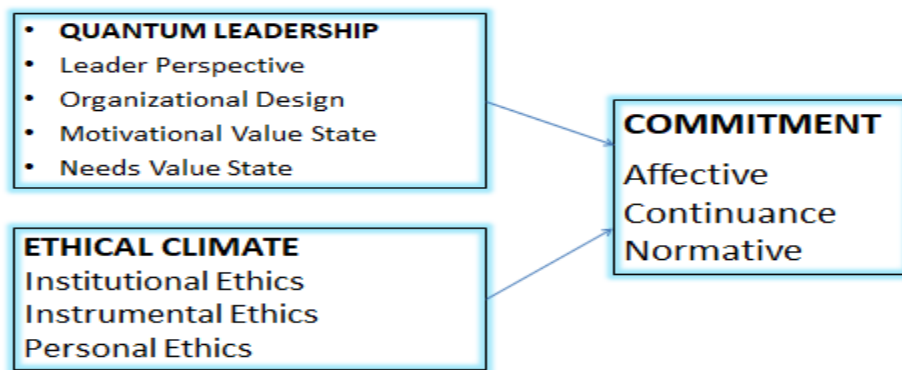 • QUANTUM LEADERSHIP
• Leader Perspective
• Organizational Design
• Motivational Value State
• Needs Value State
ETHICAL CLIMATE
Institutional Ethics
Instrumental Ethics
Personal Ethics
COMMITMENT
Affective
Continuance
Normative